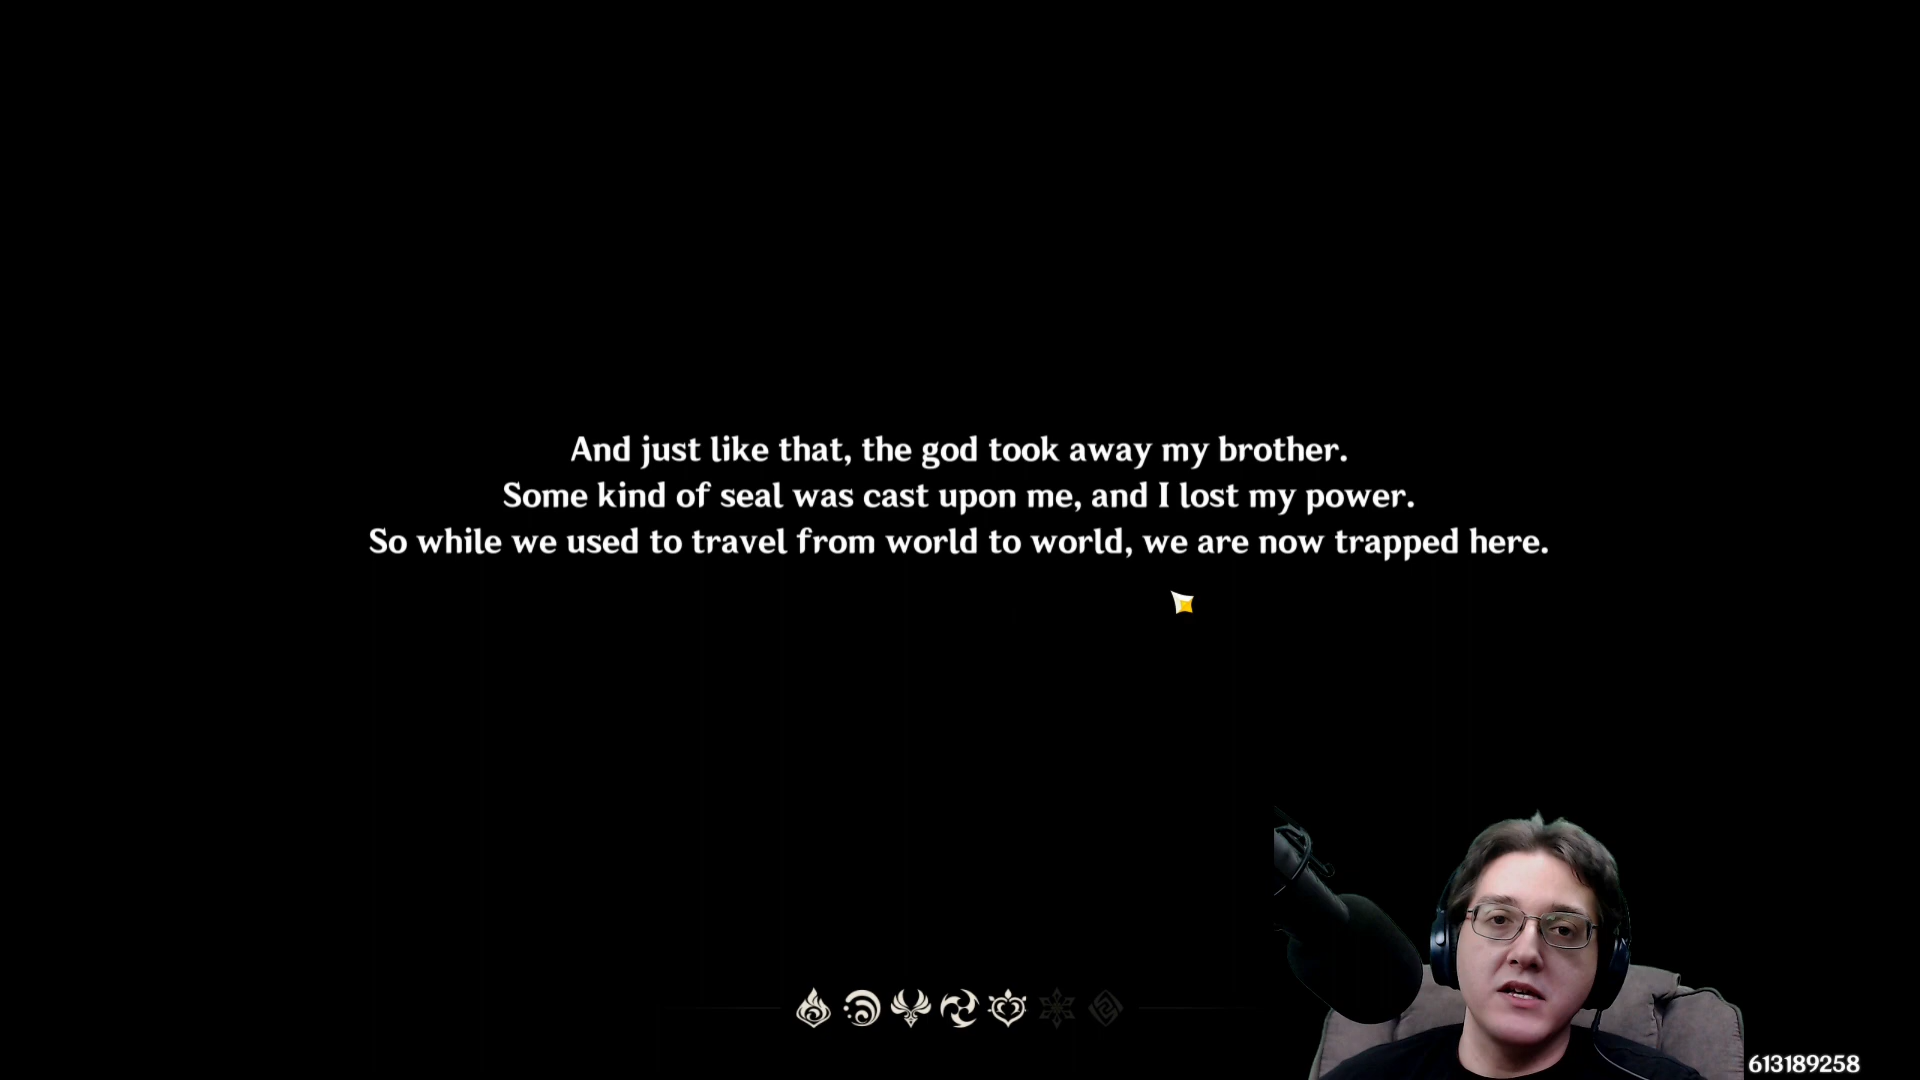 And just like that, the god took away my brother.
Some kind of seal was cast upon me, and I lost my power.
So while we used to travel from world to world, we are now trapped here.
613189258